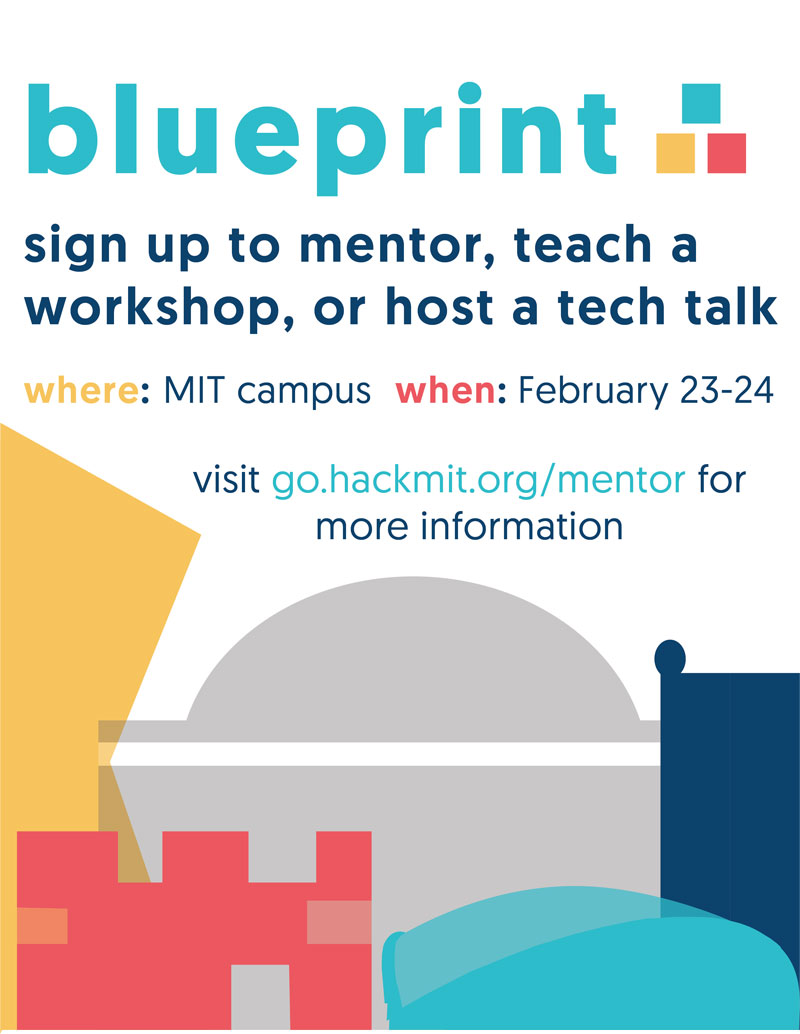 blueprint
sign up to mentor, teach a
workshop, or host a tech talk
where: MIT campus when: February 23-24
visit go.hackmit.org/mentor for
more information